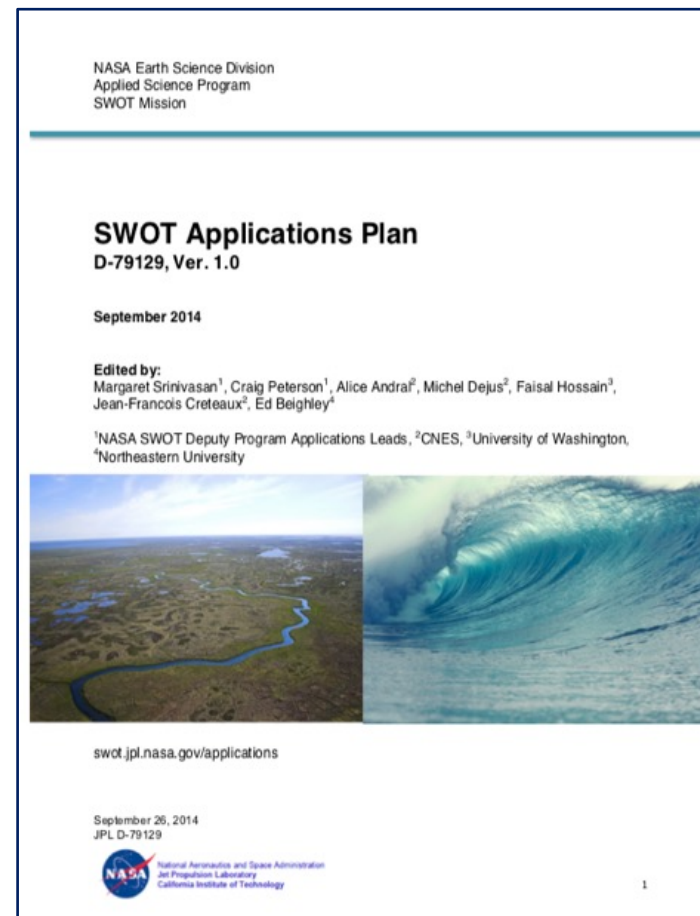 NASA Earth Science Division
Applied Science Program
SWOT Mission
SWOT Applications Plan
D-79129, Ver. 1.0
September 2014
Edited by:
Margaret Srinivasan¹, Craig Peterson¹, Alice Andral², Michel Dejus², Faisal Hossain³,
Jean-Francois Creteaux², Ed Beighley⁴
¹NASA SWOT Deputy Program Applications Leads, ²CNES, ³University of Washington,
⁴Northeastern University
swot.jpl.nasa.gov/applications
September 26, 2014
JPL D-79129
NASA
National Aeronautics and Space Administration
Jet Propulsion Laboratory
California Institute of Technology
1